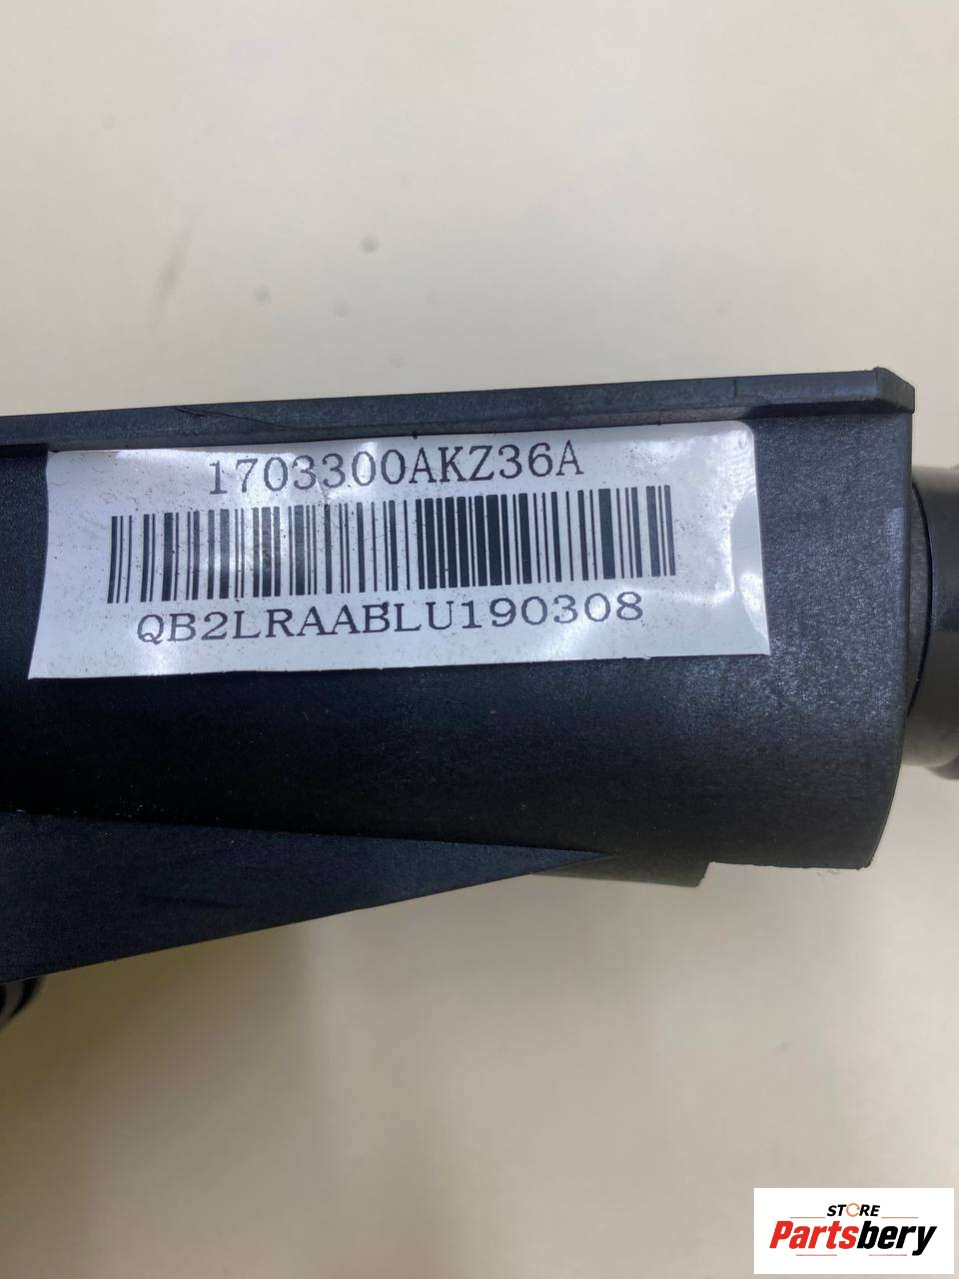 1703300AKZ36A
QB2LRAABLU190308
STORE
Partsbery